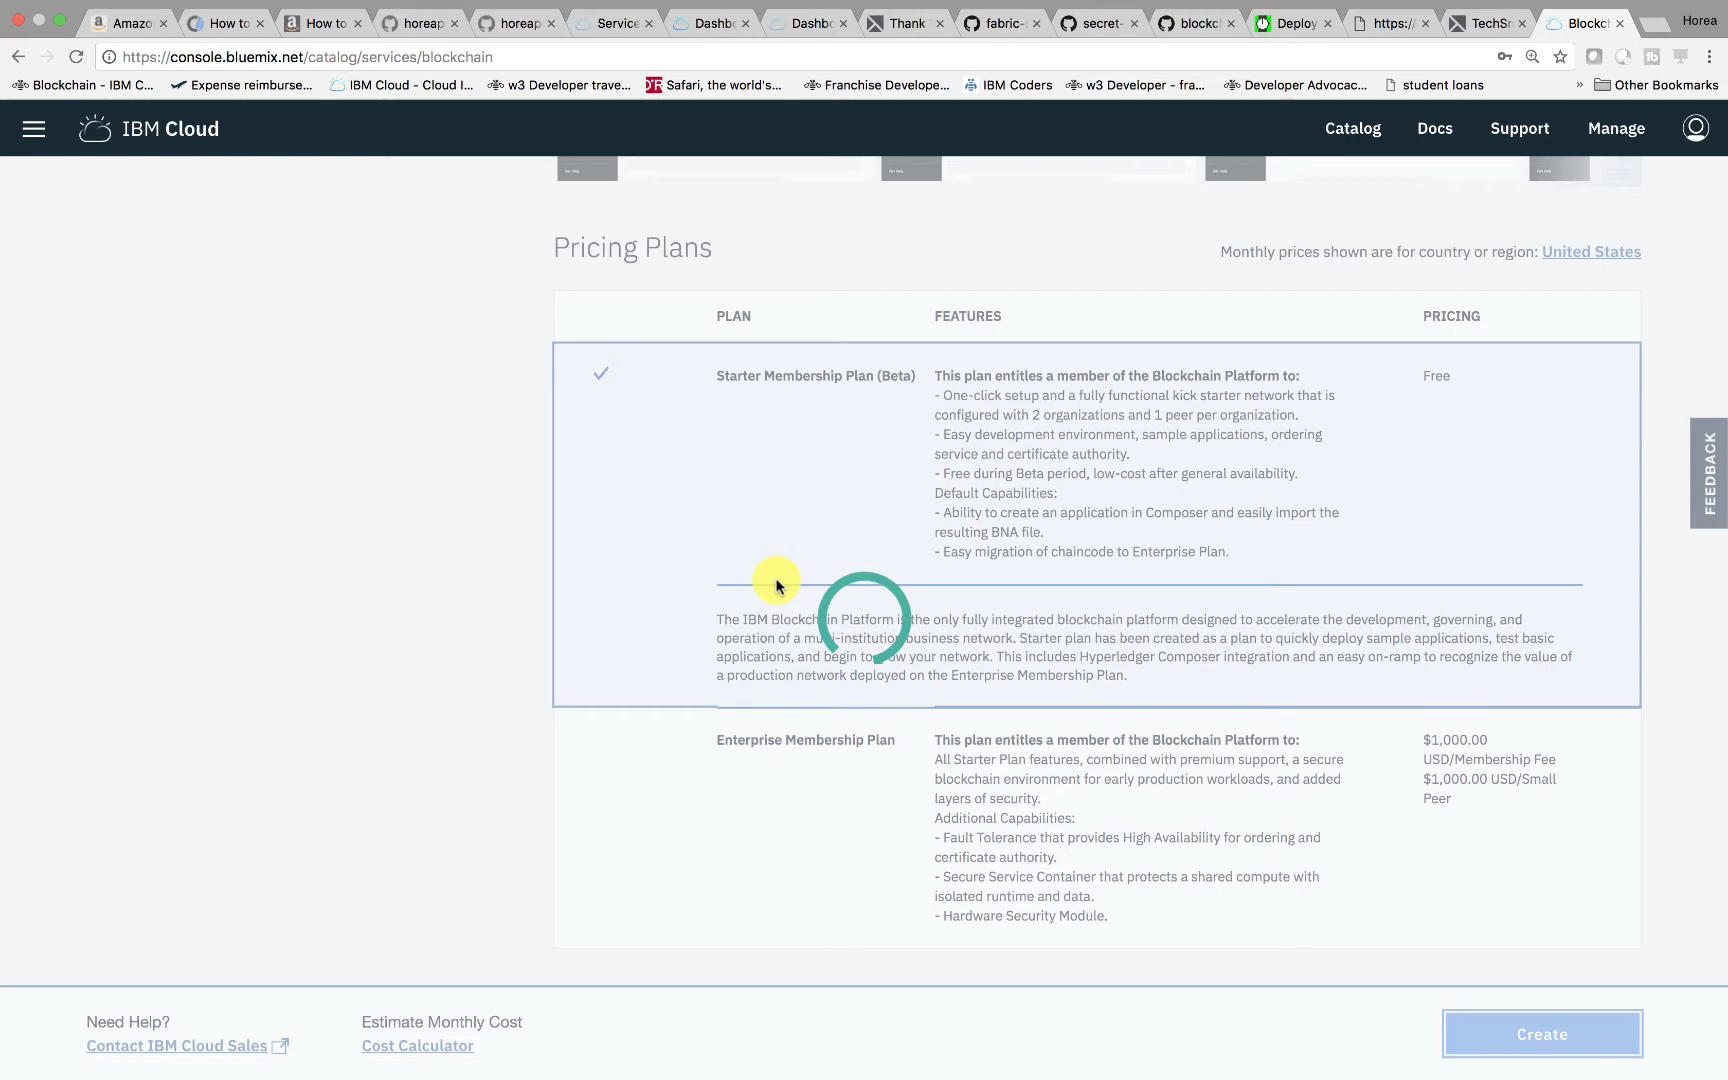 Amazo
How to
How to
horeap
horeap
Service
Dashbo
Dashbo
Thank
fabric-
secret-
blockc
Deploy
https:/
TechSm
Blockch
Horea
https://console.bluemix.net/catalog/services/blockchain
Blockchain - IBM C...
Expense reimburse...
IBM Cloud - Cloud I...
w3 Developer trave...
Safari, the world's...
Franchise Develope...
IBM Coders
w3 Developer - fra...
Developer Advocac...
student loans
»
Other Bookmarks
IBM Cloud
Catalog
Docs
Support
Manage
Pricing Plans
Monthly prices shown are for country or region: United States
PLAN
FEATURES
PRICING
Starter Membership Plan (Beta)
This plan entitles a member of the Blockchain Platform to:
- One-click setup and a fully functional kick starter network that is
configured with 2 organizations and 1 peer per organization.
- Easy development environment, sample applications, ordering
service and certificate authority.
- Free during Beta period, low-cost after general availability.
Default Capabilities:
- Ability to create an application in Composer and easily import the
resulting BNA file.
- Easy migration of chaincode to Enterprise Plan.
Free
FEEDBACK
The IBM Blockchain Platform is the only fully integrated blockchain platform designed to accelerate the development, governing, and
operation of a multi-institution business network. Starter plan has been created as a plan to quickly deploy sample applications, test basic
applications, and begin to grow your network. This includes Hyperledger Composer integration and an easy on-ramp to recognize the value of
a production network deployed on the Enterprise Membership Plan.
Enterprise Membership Plan
This plan entitles a member of the Blockchain Platform to:
All Starter Plan features, combined with premium support, a secure
blockchain environment for early production workloads, and added
layers of security.
Additional Capabilities:
- Fault Tolerance that provides High Availability for ordering and
certificate authority.
- Secure Service Container that protects a shared compute with
isolated runtime and data.
- Hardware Security Module.
$1,000.00
USD/Membership Fee
$1,000.00 USD/Small
Peer
Need Help?
Contact IBM Cloud Sales
Estimate Monthly Cost
Cost Calculator
Create